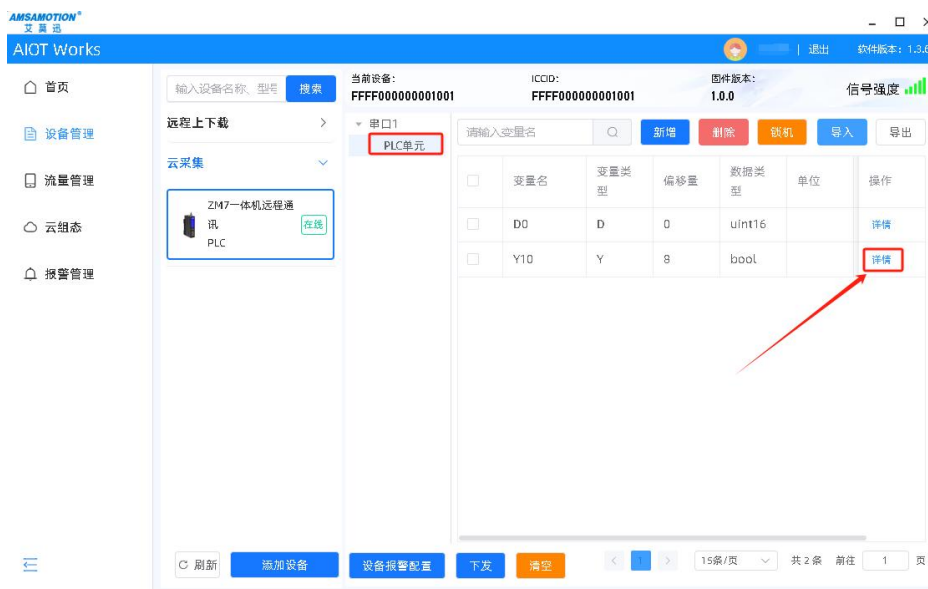 AMSAMOTION®
艾莫迅
AIOT Works
退出
软件版本：1.3.6
首页
设备管理
流量管理
云组态
报警管理
输入设备名称、型号
搜索
远程上下载
云采集
ZM7一体机远程通
讯
PLC
在线
刷新
添加设备
当前设备：
FFFF000000001001
ICCID：
FFFF000000001001
固件版本：
1.0.0
信号强度
串口1
PLC单元
请输入变量名
新增
删除
锁机
导入
导出
变量名 变量类型 偏移量 数据类型 单位 操作
D0 D 0 uint16 详情
Y10 Y 8 bool 详情
设备报警配置
下发
清空
< 1 > 15条/页 共 2 条 前往 1 页